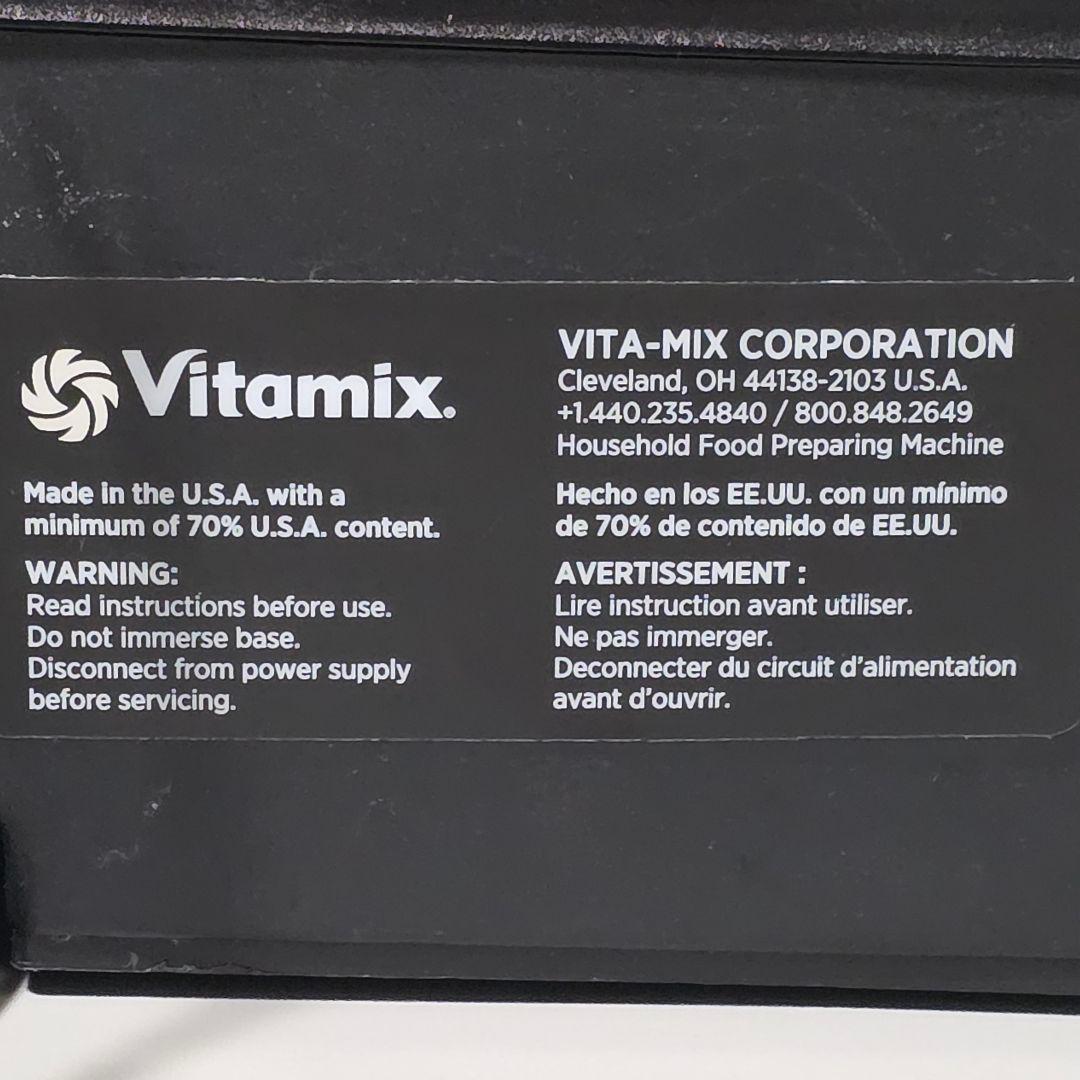 Vitamix.
Made in the U.S.A. with a
minimum of 70% U.S.A. content.
WARNING:
Read instructions before use.
Do not immerse base.
Disconnect from power supply
before servicing.
VITA-MIX CORPORATION
Cleveland, OH 44138-2103 U.S.A.
+1.440.235.4840 / 800.848.2649
Household Food Preparing Machine
Hecho en los EE.UU. con un mínimo
de 70% de contenido de EE.UU.
AVERTISSEMENT :
Lire instruction avant utiliser.
Ne pas immerger.
Deconnecter du circuit d'alimentation
avant d'ouvrir.